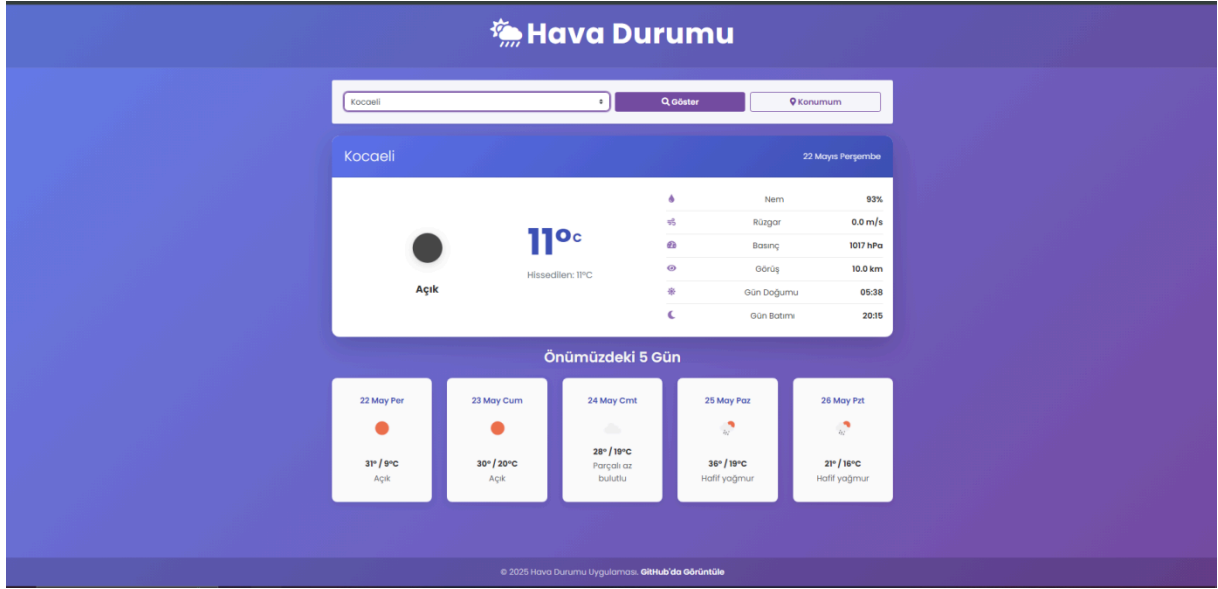 Hava Durumu
Kocaeli
Göster
Konumum
Kocaeli
22 Mayıs Perşembe
11°C
Hissedilen: 11°C
Açık
Nem 93%
Rüzgar 0.0 m/s
Basınç 1017 hPa
Görüş 10.0 km
Gün Doğumu 05:38
Gün Batımı 20:15
Önümüzdeki 5 Gün
22 May Per
31° / 9°C
Açık
23 May Cum
30° / 20°C
Açık
24 May Cmt
28° / 19°C
Parçalı az
bulutlu
25 May Paz
36° / 19°C
Hafif yağmur
26 May Pzt
21° / 16°C
Hafif yağmur
© 2025 Hava Durumu Uygulaması. GitHub'da Görüntüle